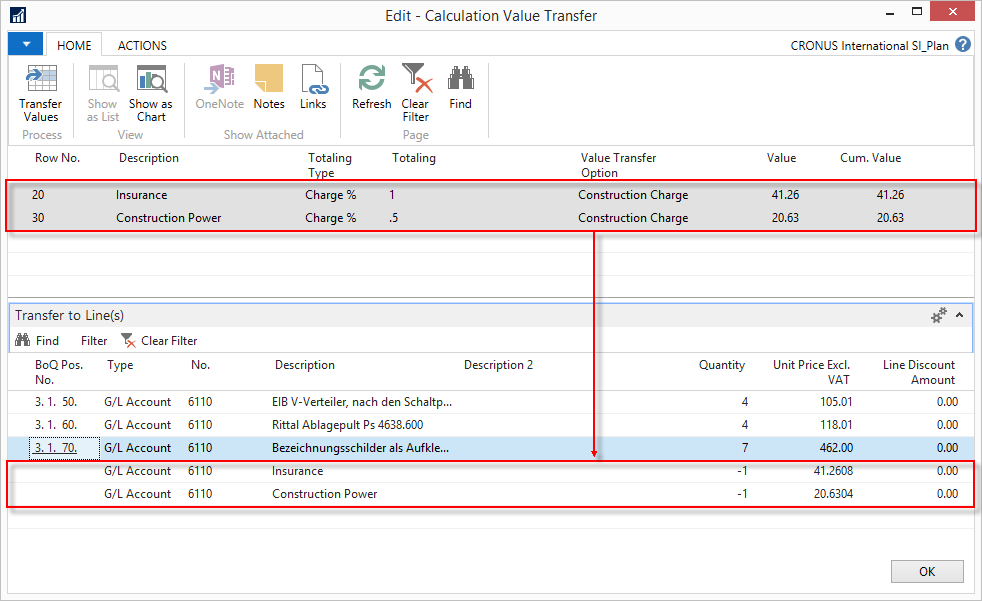 Edit - Calculation Value Transfer
HOME ACTIONS CRONUS International SI_Plan ?
Transfer Values
Show as List
Show as Chart
OneNote
Notes
Links
Refresh
Clear Filter
Find
Process View Show Attached Page
Row No. Description Totaling Type Totaling Value Transfer Option Value Cum. Value
20 Insurance Charge % 1 Construction Charge 41.26 41.26
30 Construction Power Charge % .5 Construction Charge 20.63 20.63
Transfer to Line(s)
Find Filter Clear Filter
BoQ Pos. No. Type No. Description Description 2 Quantity Unit Price Excl. VAT Line Discount Amount
3. 1. 50. G/L Account 6110 EIB V-Verteiler, nach den Schaltp... 4 105.01 0.00
3. 1. 60. G/L Account 6110 Rittal Ablagepult Ps 4638.600 4 118.01 0.00
3. 1. 70. G/L Account 6110 Bezeichnungsschilder als Aufkle... 7 462.00 0.00
G/L Account 6110 Insurance -1 41.2608 0.00
G/L Account 6110 Construction Power -1 20.6304 0.00
OK